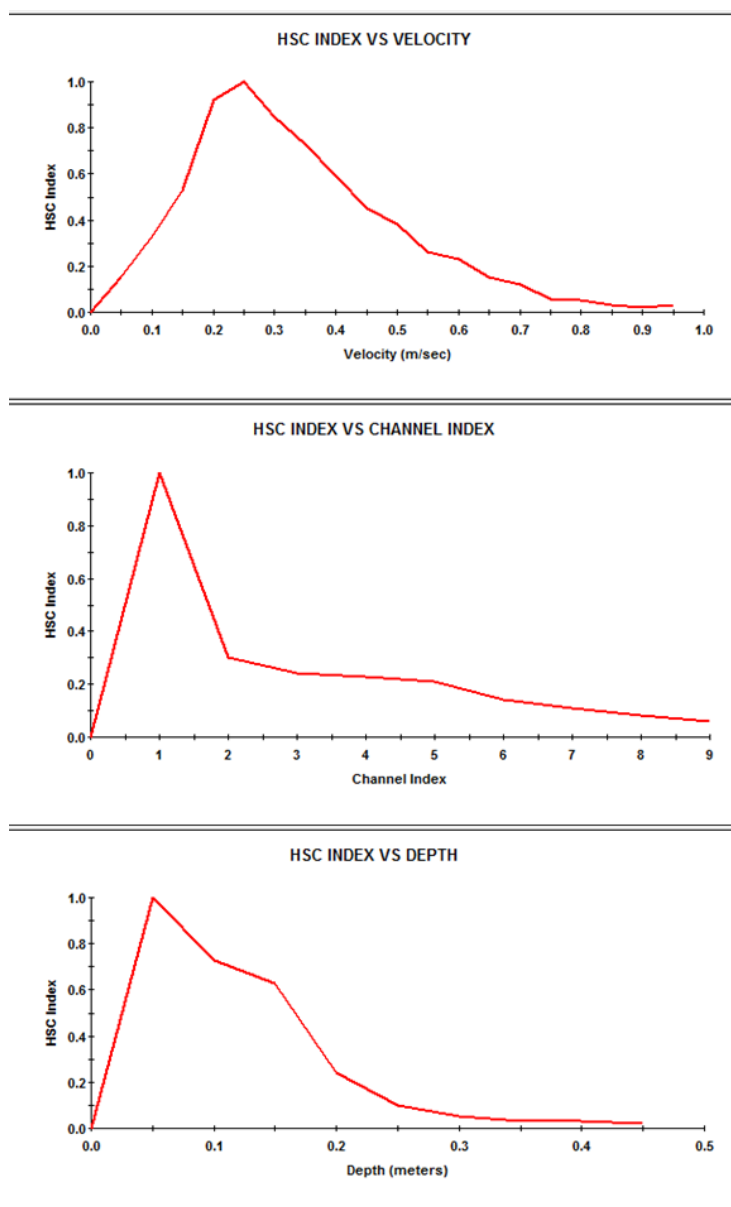 HSC INDEX VS VELOCITY
1.0
0.8
0.6
0.4
0.2
0.0
HSC Index
0.0 0.1 0.2 0.3 0.4 0.5 0.6 0.7 0.8 0.9 1.0
Velocity (m/sec)
HSC INDEX VS CHANNEL INDEX
1.0
0.8
0.6
0.4
0.2
0.0
HSC Index
0 1 2 3 4 5 6 7 8 9
Channel Index
HSC INDEX VS DEPTH
1.0
0.8
0.6
0.4
0.2
0.0
HSC Index
0.0 0.1 0.2 0.3 0.4 0.5
Depth (meters)